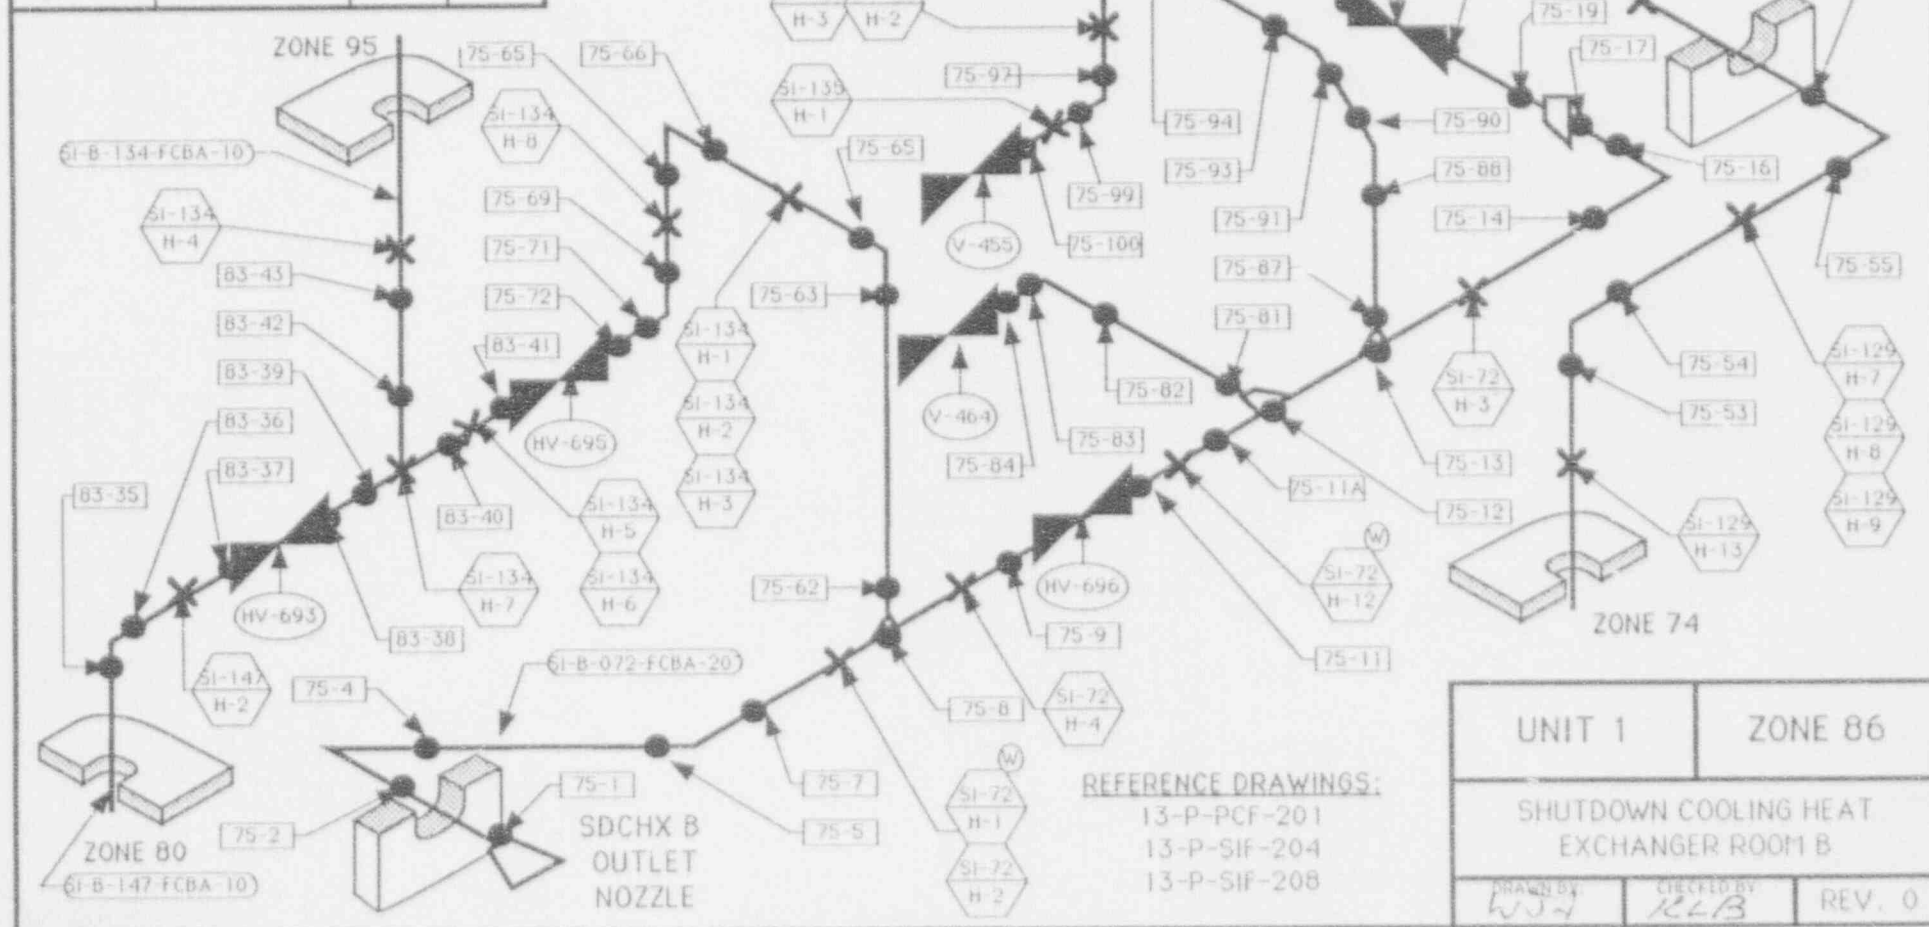 H-3
H-2
75-19
75-17
ZONE 95
75-65
75-66
75-97
SI-135
H-1
SI-134
H-8
75-94
75-90
SI-B-134-FCBA-10
75-65
75-93
75-88
75-16
75-69
75-99
SI-134
H-4
75-91
75-14
75-71
V-455
75-100
83-43
75-87
75-55
75-72
75-63
83-42
75-81
SI-134
H-1
83-41
83-39
SI-129
H-7
75-54
SI-72
H-3
75-82
83-36
SI-134
H-2
V-464
75-53
HV-695
75-83
SI-129
H-8
83-37
75-84
75-13
83-35
SI-134
H-3
75-11A
SI-129
H-9
83-40
75-12
SI-134
H-5
SI-129
H-13
W
SI-72
H-12
SI-134
H-7
SI-134
H-6
75-62
HV-696
HV-693
83-38
75-9
ZONE 74
75-11
SI-B-072-FCBA-20
SI-147
H-2
75-4
75-8
SI-72
H-4
UNIT 1
ZONE 86
W
75-1
75-7
REFERENCE DRAWINGS:
SI-72
H-1
13-P-PCF-201
75-2
SDCHX B
OUTLET
NOZZLE
75-5
13-P-SIF-204
13-P-SIF-208
SHUTDOWN COOLING HEAT
EXCHANGER ROOM B
ZONE 80
SI-B-147-FCBA-10
SI-72
H-2
DRAWN BY:
WJJ
CHECKED BY:
KLB
REV. 0